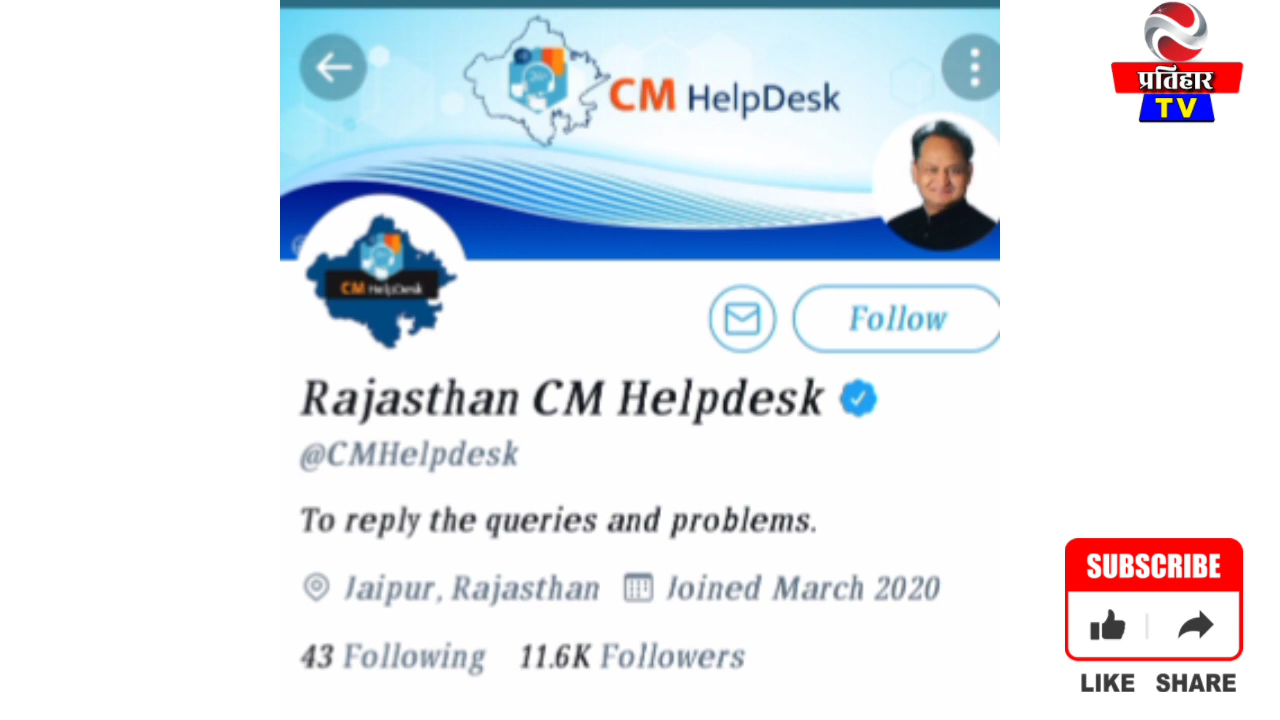 CM HelpDesk
प्रतिहार
TV
CM HelpDesk
Follow
Rajasthan CM Helpdesk
@CMHelpdesk
To reply the queries and problems.
Jaipur, Rajasthan Joined March 2020
43 Following 11.6K Followers
SUBSCRIBE
LIKE SHARE